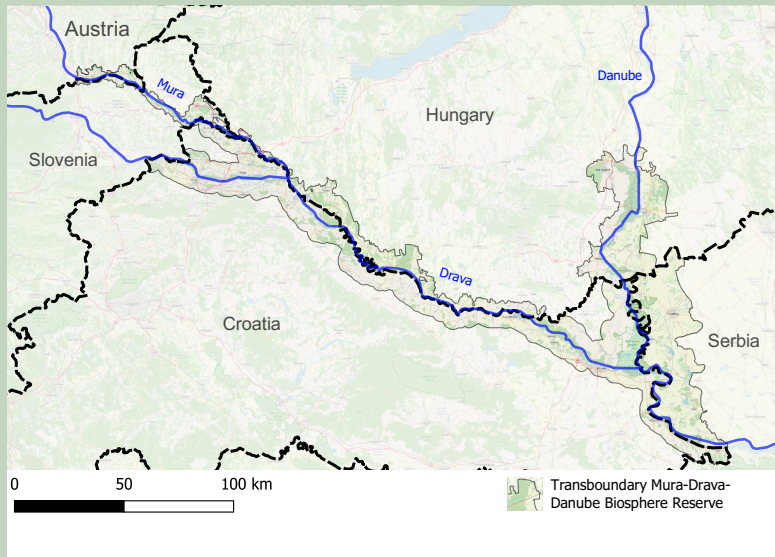 Austria
Mura
Danube
Hungary
Slovenia
Drava
Croatia
Serbia
0 50 100 km
Transboundary Mura-Drava-
Danube Biosphere Reserve